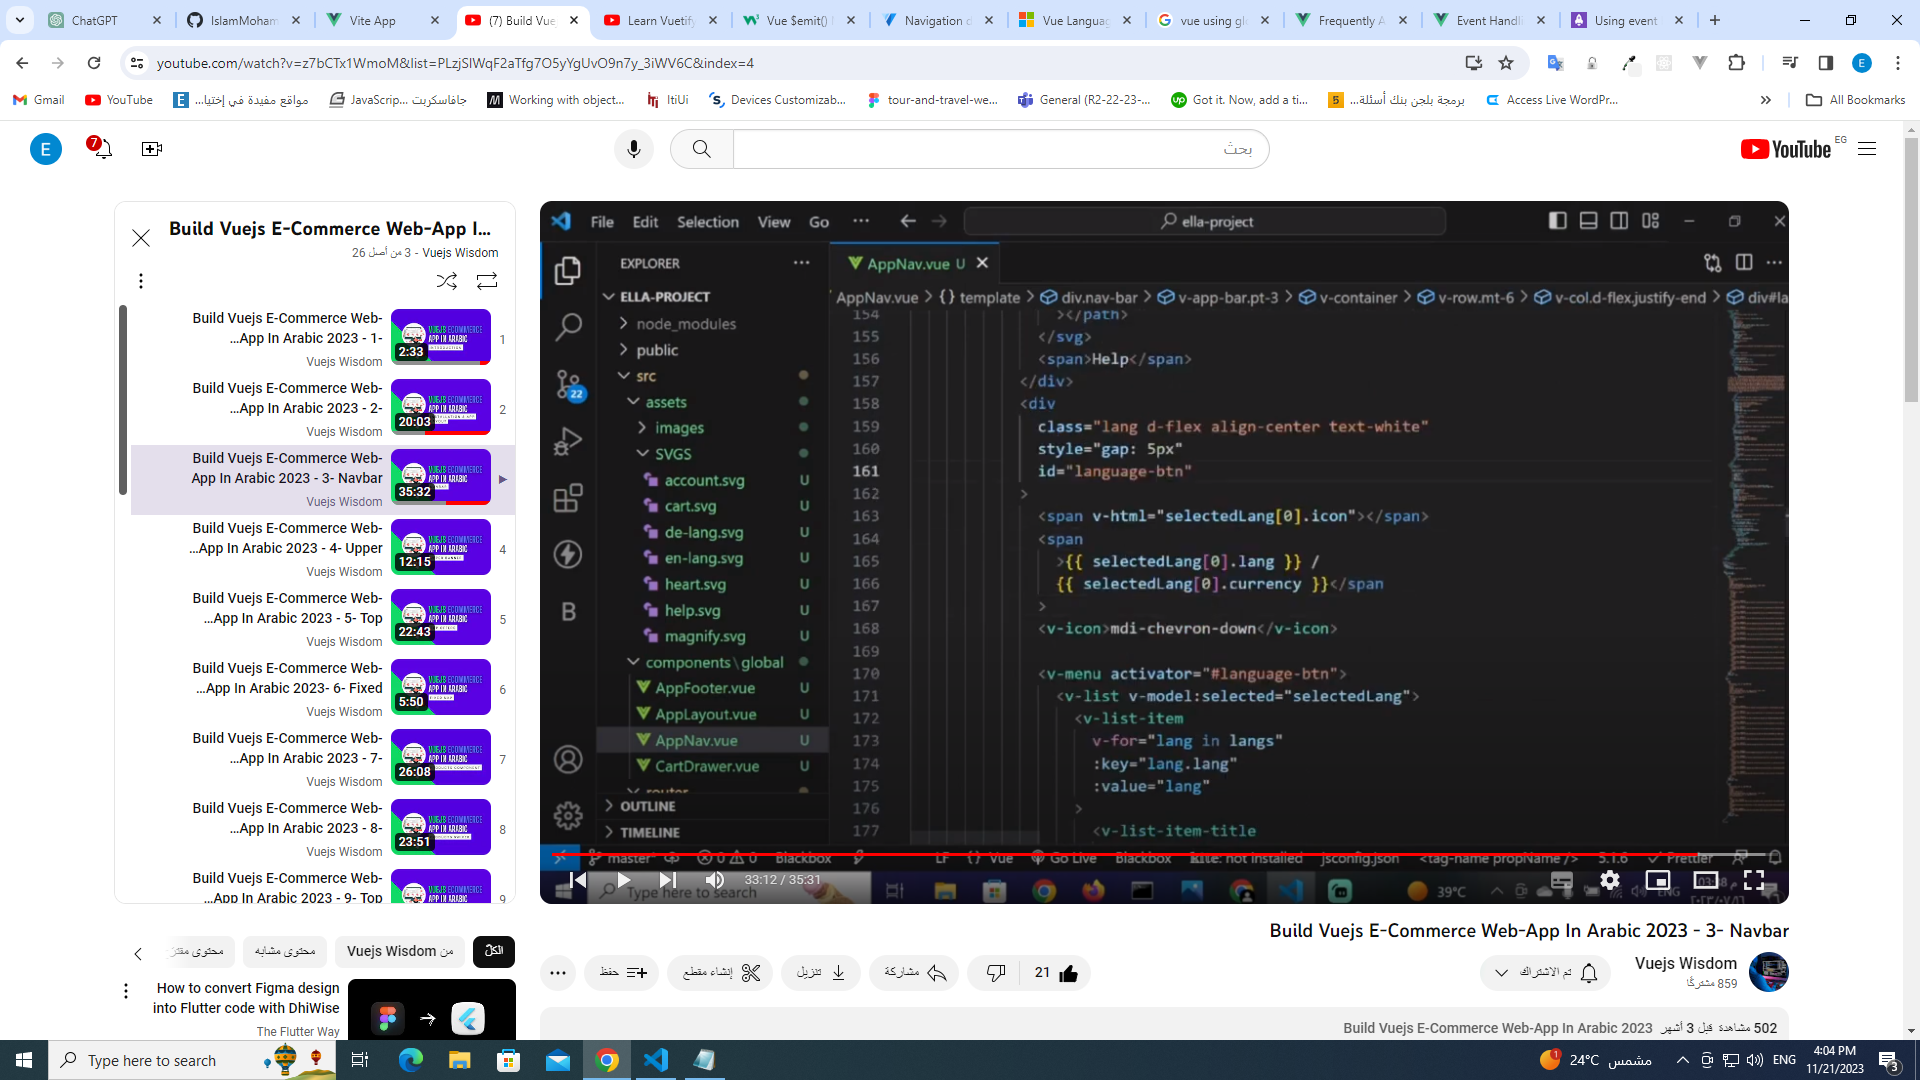 ChatGPT
IslamMoham
Vite App
(7) Build Vue
Learn Vuetify
Vue $emit()
Navigation d
Vue Languag
vue using glo
Frequently A
Event Handli
Using event
youtube.com/watch?v=z7bCTx1WmoM&list=PLzjSIWqF2aTfg7O5yYgUvO9n7y_3iWV6C&index=4
Gmail
YouTube
مواقع مفيدة في إختيا...
JavaScrip... جافاسكربت
Working with object...
ItiUi
Devices Customizab...
tour-and-travel-we...
General (R2-22-23-...
Got it. Now, add a ti...
برمجة بلجن بنك أسئلة...
Access Live WordPr...
All Bookmarks
E
7
بحث
YouTube EG
Build Vuejs E-Commerce Web-App I...
Vuejs Wisdom - 3 من أصل 26
Build Vuejs E-Commerce Web-
App In Arabic 2023 - 1-...
Vuejs Wisdom
2:33
1
Build Vuejs E-Commerce Web-
App In Arabic 2023 - 2-...
Vuejs Wisdom
20:03
2
Build Vuejs E-Commerce Web-
App In Arabic 2023 - 3- Navbar
Vuejs Wisdom
35:32
Build Vuejs E-Commerce Web-
App In Arabic 2023 - 4- Upper...
Vuejs Wisdom
12:15
4
Build Vuejs E-Commerce Web-
App In Arabic 2023 - 5- Top...
Vuejs Wisdom
22:43
5
Build Vuejs E-Commerce Web-
App In Arabic 2023- 6- Fixed...
Vuejs Wisdom
5:50
6
Build Vuejs E-Commerce Web-
App In Arabic 2023 - 7-...
Vuejs Wisdom
26:08
7
Build Vuejs E-Commerce Web-
App In Arabic 2023 - 8-...
Vuejs Wisdom
23:51
8
Build Vuejs E-Commerce Web-
App In Arabic 2023 - 9- Top...
9
الكلّ
من Vuejs Wisdom
محتوى مشابه
How to convert Figma design
into Flutter code with DhiWise
The Flutter Way
File Edit Selection View Go ...
ella-project
EXPLORER
ELLA-PROJECT
node_modules
public
src
assets
images
SVGS
account.svg U
cart.svg U
de-lang.svg U
en-lang.svg U
heart.svg U
help.svg U
magnify.svg U
components\global
AppFooter.vue U
AppLayout.vue U
AppNav.vue U
CartDrawer.vue U
router
OUTLINE
TIMELINE
22
AppNav.vue U
AppNav.vue > {} template > div.nav-bar > v-app-bar.pt-3 > v-container > v-row.mt-6 > v-col.d-flex.justify-end > div#la
154 ></path>
155 </svg>
156 <span>Help</span>
157 </div>
158 <div
159 class="lang d-flex align-center text-white"
160 style="gap: 5px"
161 id="language-btn"
162 >
163 <span v-html="selectedLang[0].icon"></span>
164 <span
165 >{{ selectedLang[0].lang }} /
166 {{ selectedLang[0].currency }}</span
167 >
168 <v-icon>mdi-chevron-down</v-icon>
169
170 <v-menu activator="#language-btn">
171 <v-list v-model:selected="selectedLang">
172 <v-list-item
173 v-for="lang in langs"
174 :key="lang.lang"
175 :value="lang"
176 >
177 <v-list-item-title
master* 0 0 Blackbox LF Vue Go Live Blackbox not installed jsconfig.json <tag-name propName /> 5.1.6 Prettier
33:12 / 35:31
Type here to search
39°C
ENG
Build Vuejs E-Commerce Web-App In Arabic 2023 - 3- Navbar
Vuejs Wisdom
859 مشتركًا
تم الاشتراك
21
مشاركة
تنزيل
إنشاء مقطع
حفظ
502 مشاهدة قبل 3 أشهر Build Vuejs E-Commerce Web-App In Arabic 2023
Type here to search
24°C مشمس
ENG
4:04 PM
11/21/2023
3